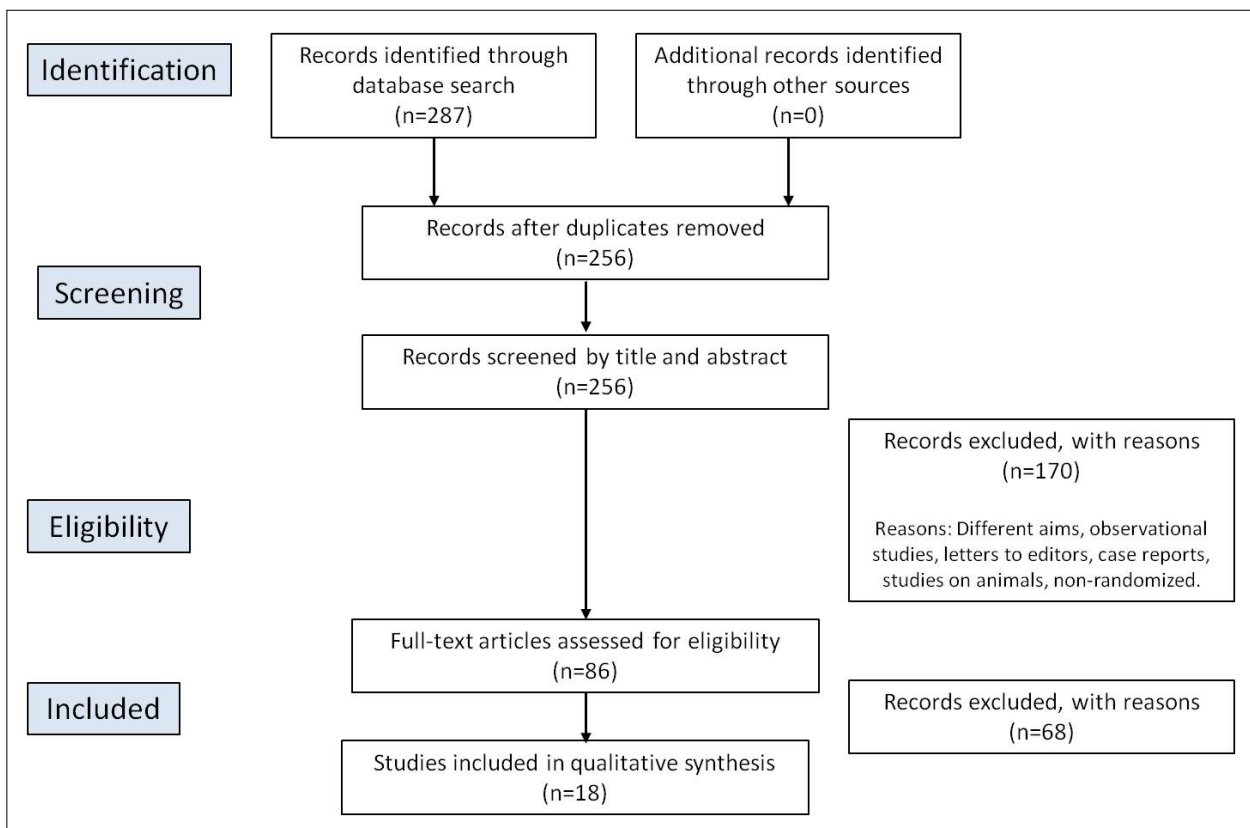 Identification
Records identified through
database search
(n=287)
Additional records identified
through other sources
(n=0)
Records after duplicates removed
(n=256)
Screening
Records screened by title and abstract
(n=256)
Records excluded, with reasons
(n=170)
Reasons: Different aims, observational
studies, letters to editors, case reports,
studies on animals, non-randomized.
Eligibility
Full-text articles assessed for eligibility
(n=86)
Included
Records excluded, with reasons
(n=68)
Studies included in qualitative synthesis
(n=18)